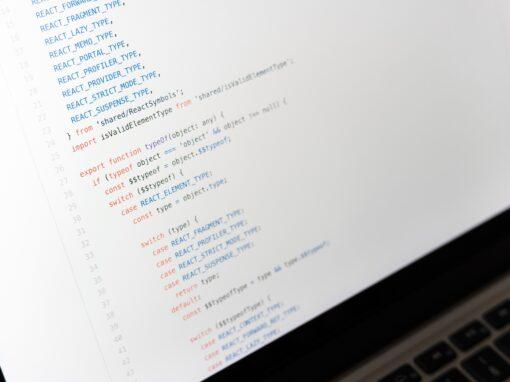 REACT_FORWARD
REACT_FRAGMENT_TYPE,
REACT_LAZY_TYPE,
REACT_MEMO_TYPE,
REACT_PORTAL_TYPE,
REACT_PROFILER_TYPE,
REACT_PROVIDER_TYPE,
REACT_STRICT_MODE_TYPE,
REACT_SUSPENSE_TYPE,
} from 'shared/ReactSymbols';
import isValidElementType from 'shared/isValidElementType';
export function typeOf(object: any) {
if (typeof object === 'object' && object !== null) {
const $$typeof = object.$$typeof;
switch ($$typeof) {
case REACT_ELEMENT_TYPE:
const type = object.type;
switch (type) {
case REACT_FRAGMENT_TYPE:
case REACT_PROFILER_TYPE:
case REACT_STRICT_MODE_TYPE:
case REACT_SUSPENSE_TYPE:
return type;
default:
const $$typeofType = type && type.$$typeof;
switch ($$typeofType) {
case REACT_CONTEXT_TYPE:
case REACT_FORWARD_REF_TYPE:
case REACT_LAZY_TYPE: